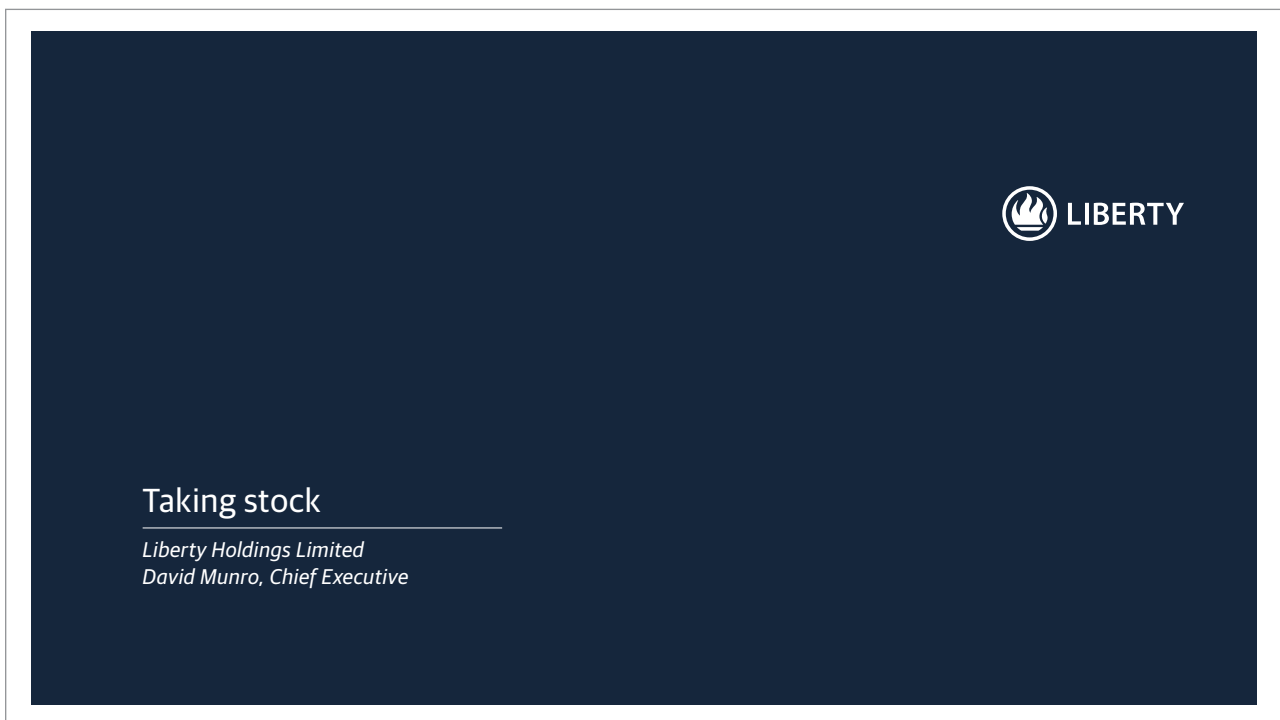 LIBERTY
Taking stock
Liberty Holdings Limited
David Munro, Chief Executive